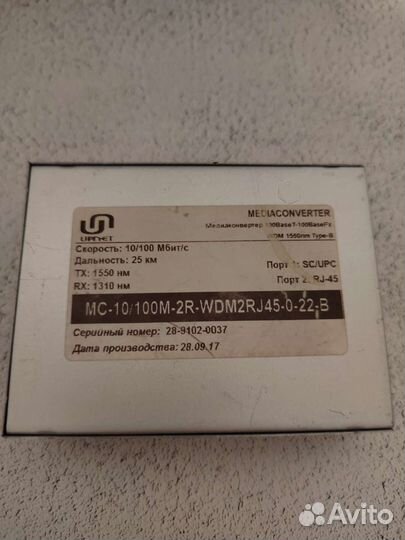 MEDIACONVERTER
Медиаконвертер 100BaseT-100BaseFx
WDM 1550nm Type-B
Скорость: 10/100 Мбит/с
Дальность: 25 км
TX: 1550 нм
RX: 1310 нм
Порт 1: SC/UPC
Порт 2: RJ-45
MC-10/100M-2R-WDM2RJ45-0-22-B
Серийный номер: 28-9102-0037
Дата производства: 28.09.17
Avito